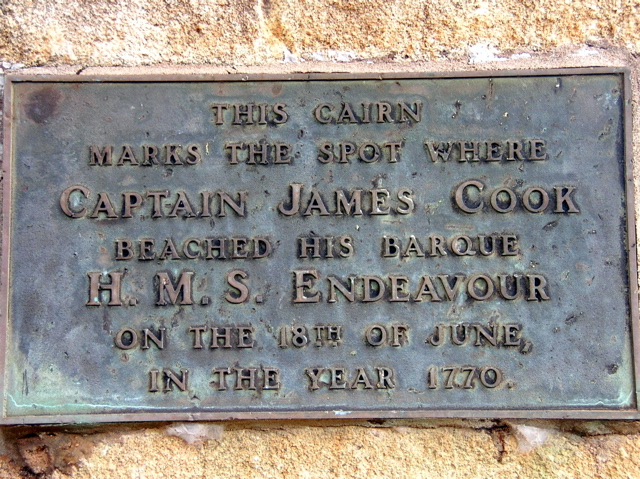 THIS CAIRN
MARKS THE SPOT WHERE
CAPTAIN JAMES COOK
BEACHED HIS BARQUE
H.M.S. ENDEAVOUR
ON THE 18TH OF JUNE,
IN THE YEAR 1770.